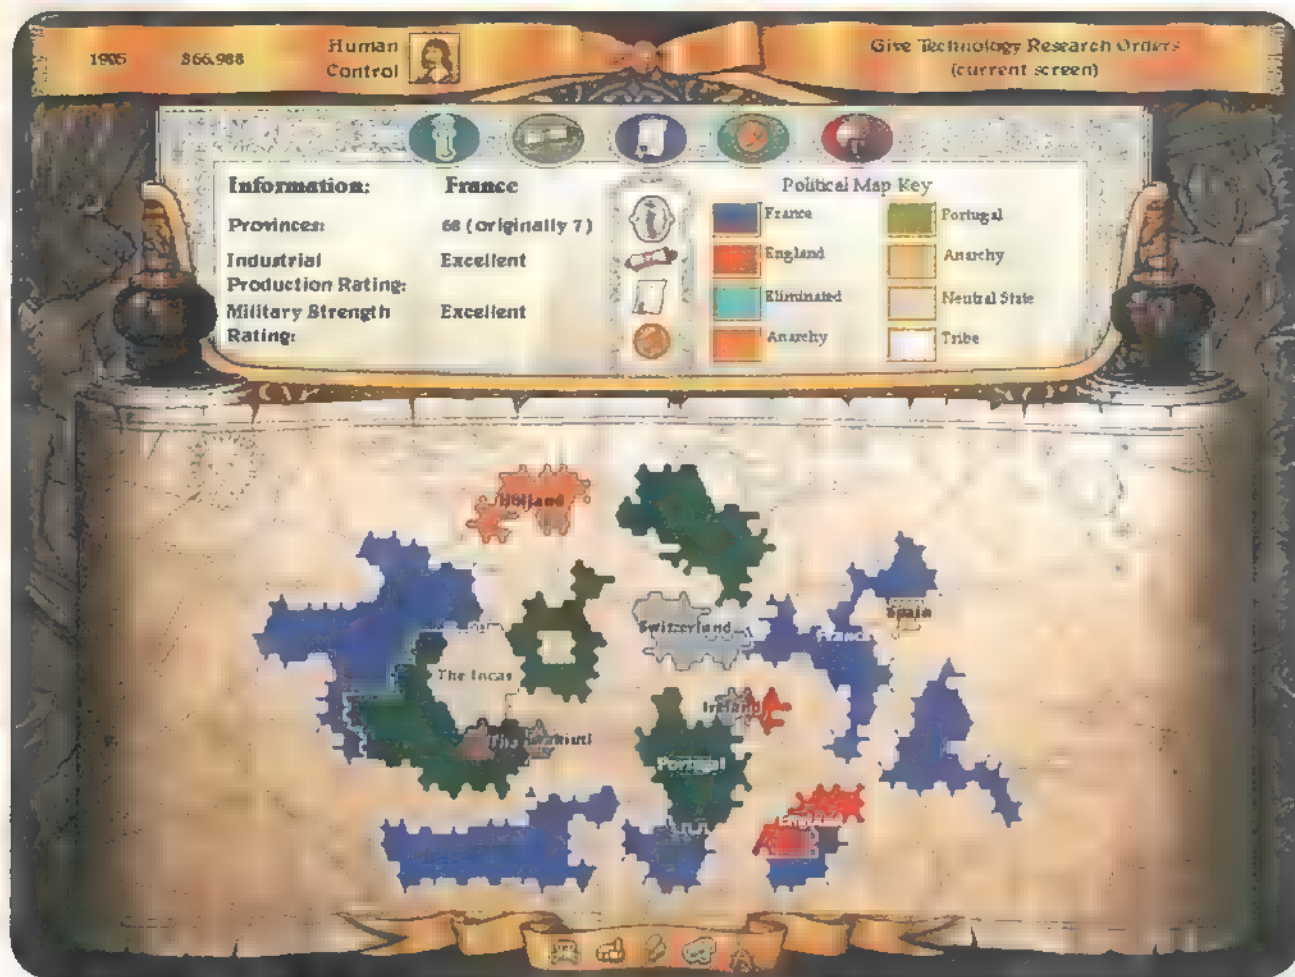 1905 $66,988 Human Control Give Technology Research Orders
(current screen)
Information: France
Provinces: 68 (originally 7)
Industrial Production Rating: Excellent
Military Strength Rating: Excellent
Political Map Key
France Portugal
England Anarchy
Eliminated Neutral State
Anarchy Tribe
Holland
Switzerland
France
Spain
The Incas
Ireland
The
Portugal